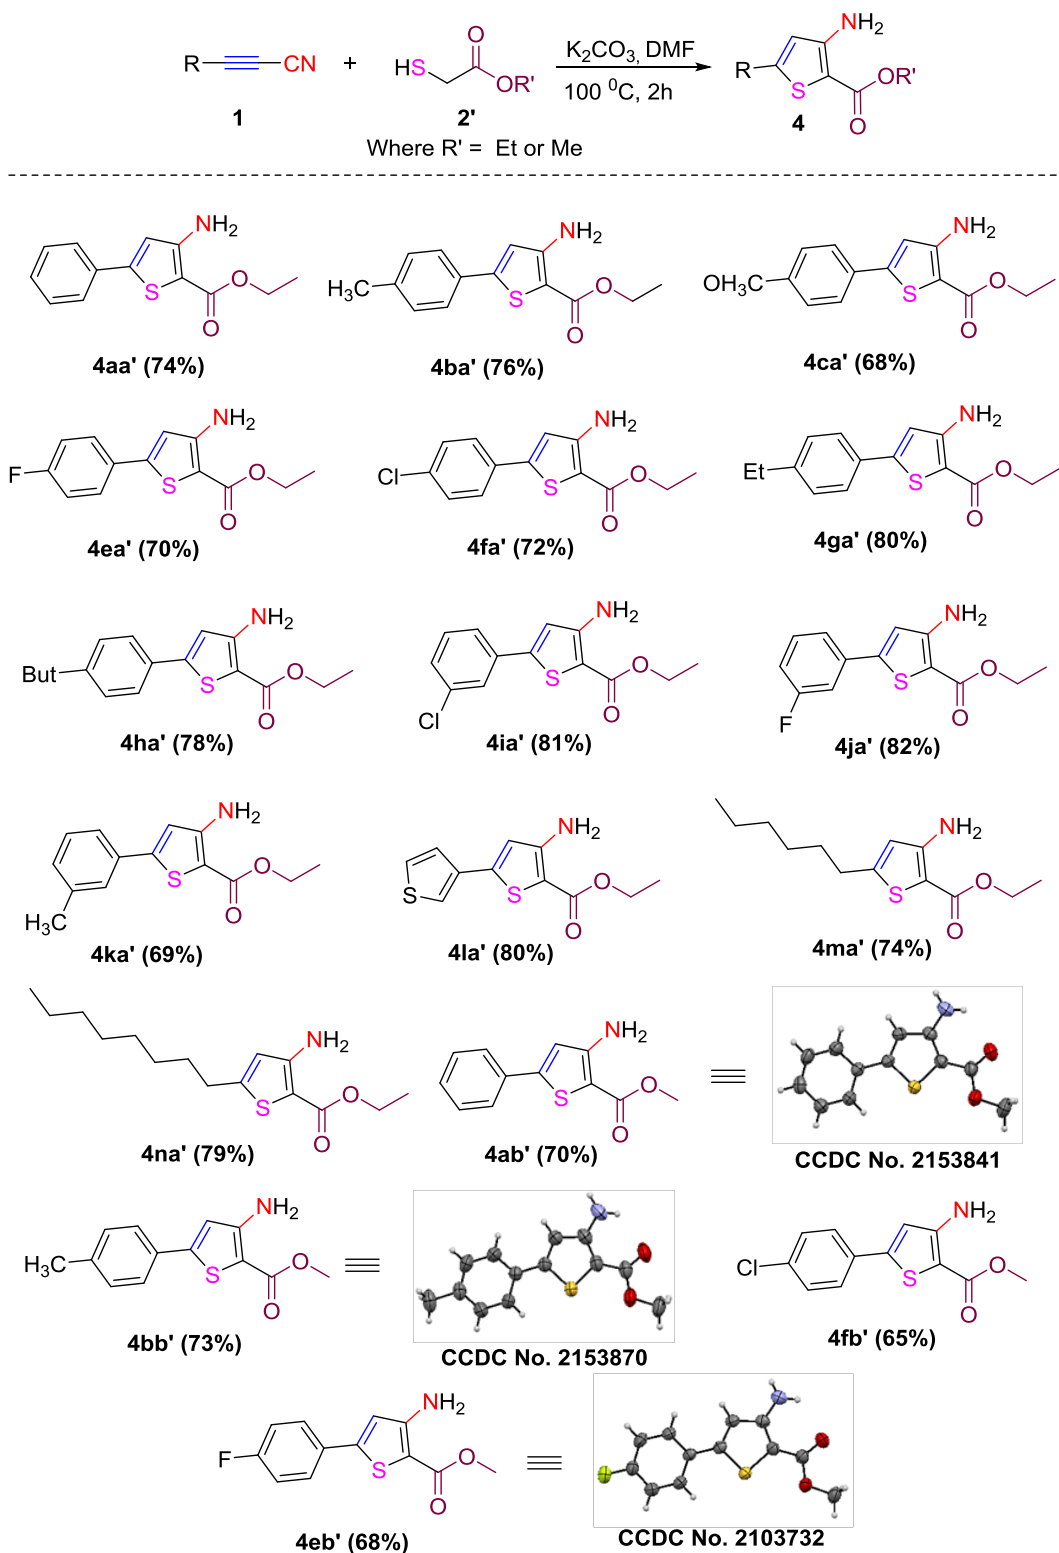 R CN + HS O OR' K2CO3, DMF NH2 R S OR' O
100 ⁰C, 2h
1 2' 4
Where R' = Et or Me
NH2 S O O
4aa' (74%)
H3C NH2 S O O
4ba' (76%)
OH3C NH2 S O O
4ca' (68%)
F NH2 S O O
4ea' (70%)
Cl NH2 S O O
4fa' (72%)
Et NH2 S O O
4ga' (80%)
But NH2 S O O
4ha' (78%)
NH2 S O O Cl
4ia' (81%)
NH2 S O O F
4ja' (82%)
NH2 S O O H3C
4ka' (69%)
S NH2 S O O
4la' (80%)
NH2 S O O
4ma' (74%)
NH2 S O O
4na' (79%)
NH2 S O O
4ab' (70%)
CCDC No. 2153841
H3C NH2 S O O
4bb' (73%)
CCDC No. 2153870
Cl NH2 S O O
4fb' (65%)
F NH2 S O O
4eb' (68%)
CCDC No. 2103732